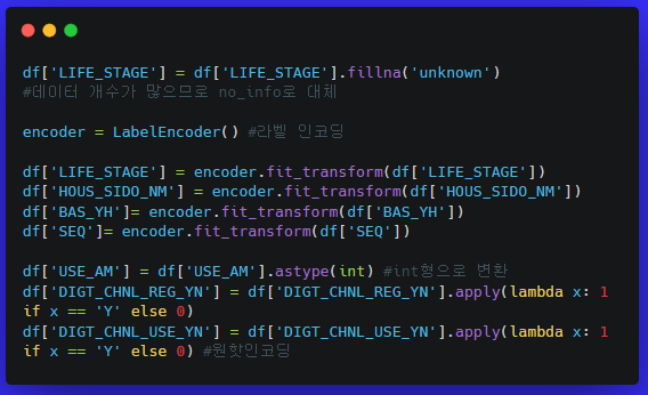 df['LIFE_STAGE'] = df['LIFE_STAGE'].fillna('unknown')
#데이터 개수가 많으므로 no_info로 대체
encoder = LabelEncoder() #라벨 인코딩
df['LIFE_STAGE'] = encoder.fit_transform(df['LIFE_STAGE'])
df['HOUS_SIDO_NM'] = encoder.fit_transform(df['HOUS_SIDO_NM'])
df['BAS_YH']= encoder.fit_transform(df['BAS_YH'])
df['SEQ']= encoder.fit_transform(df['SEQ'])
df['USE_AM'] = df['USE_AM'].astype(int) #int형으로 변환
df['DIGT_CHNL_REG_YN'] = df['DIGT_CHNL_REG_YN'].apply(lambda x: 1
if x == 'Y' else 0)
df['DIGT_CHNL_USE_YN'] = df['DIGT_CHNL_USE_YN'].apply(lambda x: 1
if x == 'Y' else 0) #원핫인코딩